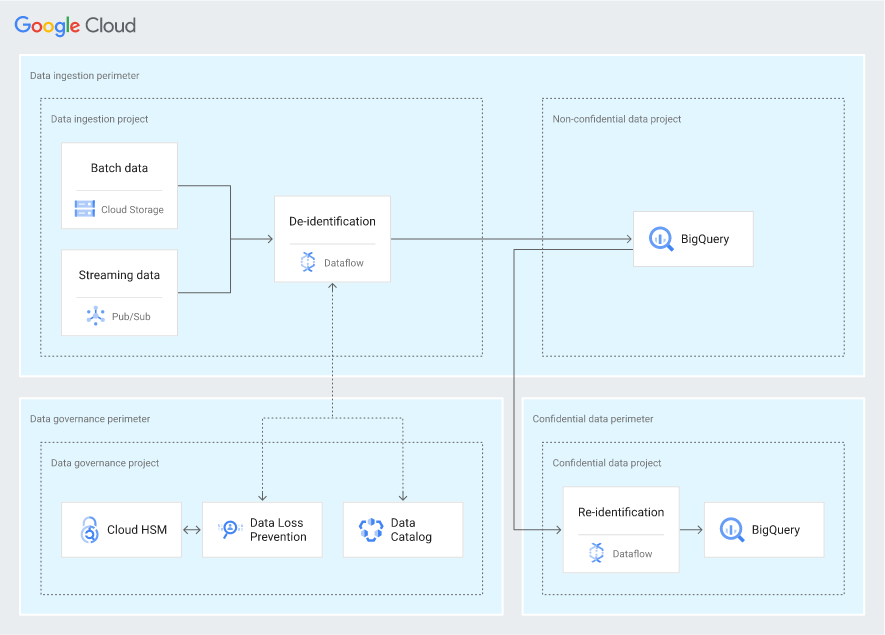 Google Cloud
Data ingestion perimeter
Data ingestion project
Non-confidential data project
Batch data
Cloud Storage
De-identification
Dataflow
BigQuery
Streaming data
Pub/Sub
Data governance perimeter
Data governance project
Cloud HSM
Data Loss
Prevention
Data
Catalog
Confidential data perimeter
Confidential data project
Re-identification
Dataflow
BigQuery